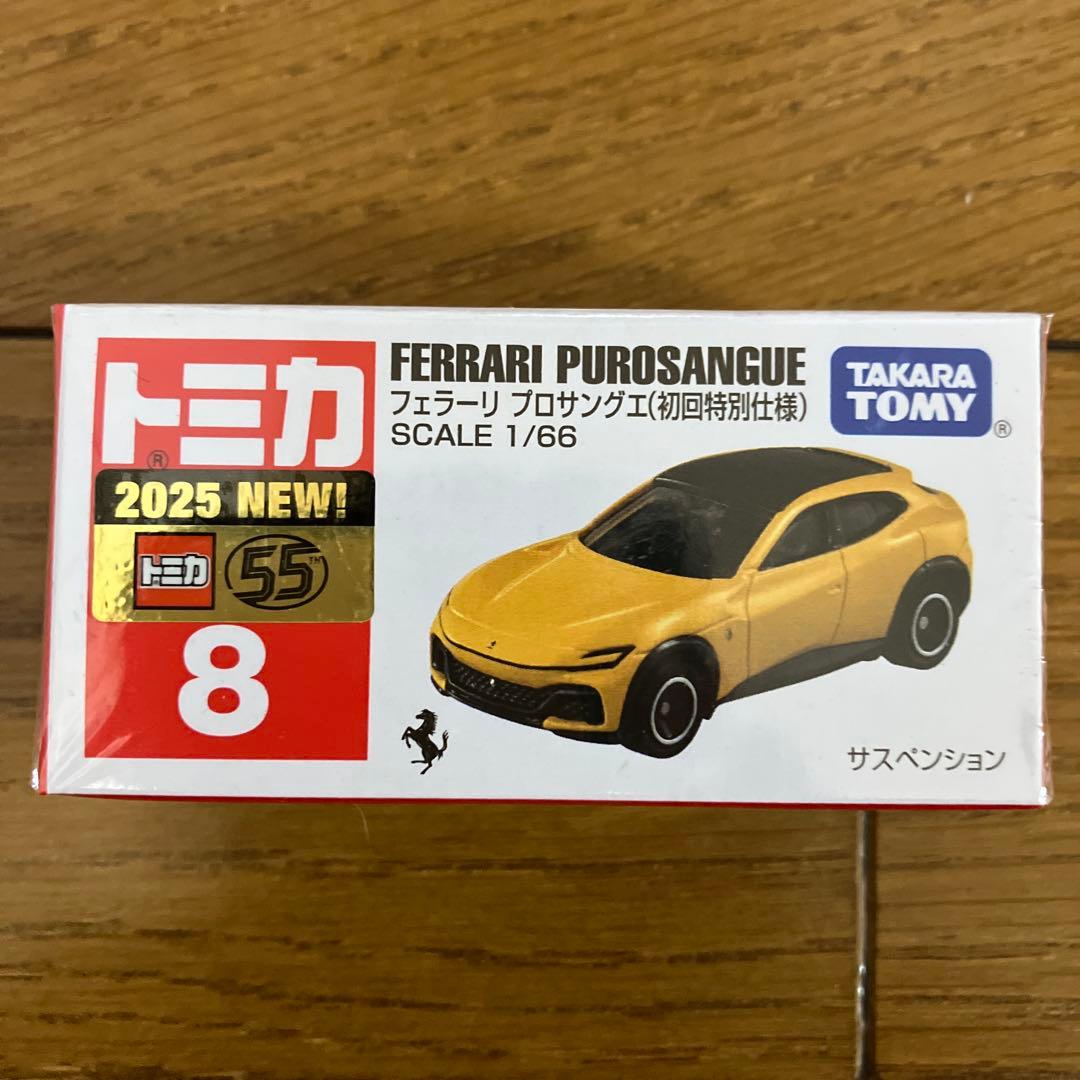 トミカ
®
2025 NEW!
トミカ
55TH
8
FERRARI PUROSANGUE
フェラーリ プロサングエ(初回特別仕様)
SCALE 1/66
TAKARA
TOMY
®
サスペンション